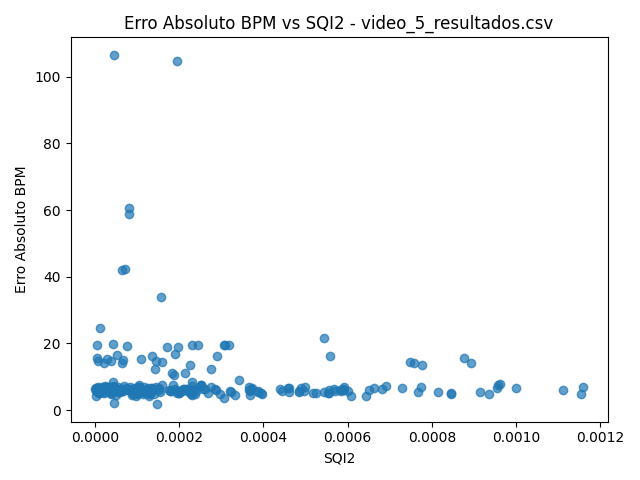 Erro Absoluto BPM vs SQI2 - video_5_resultados.csv
100
80
60
40
20
0
Erro Absoluto BPM
0.0000 0.0002 0.0004 0.0006 0.0008 0.0010 0.0012
SQI2